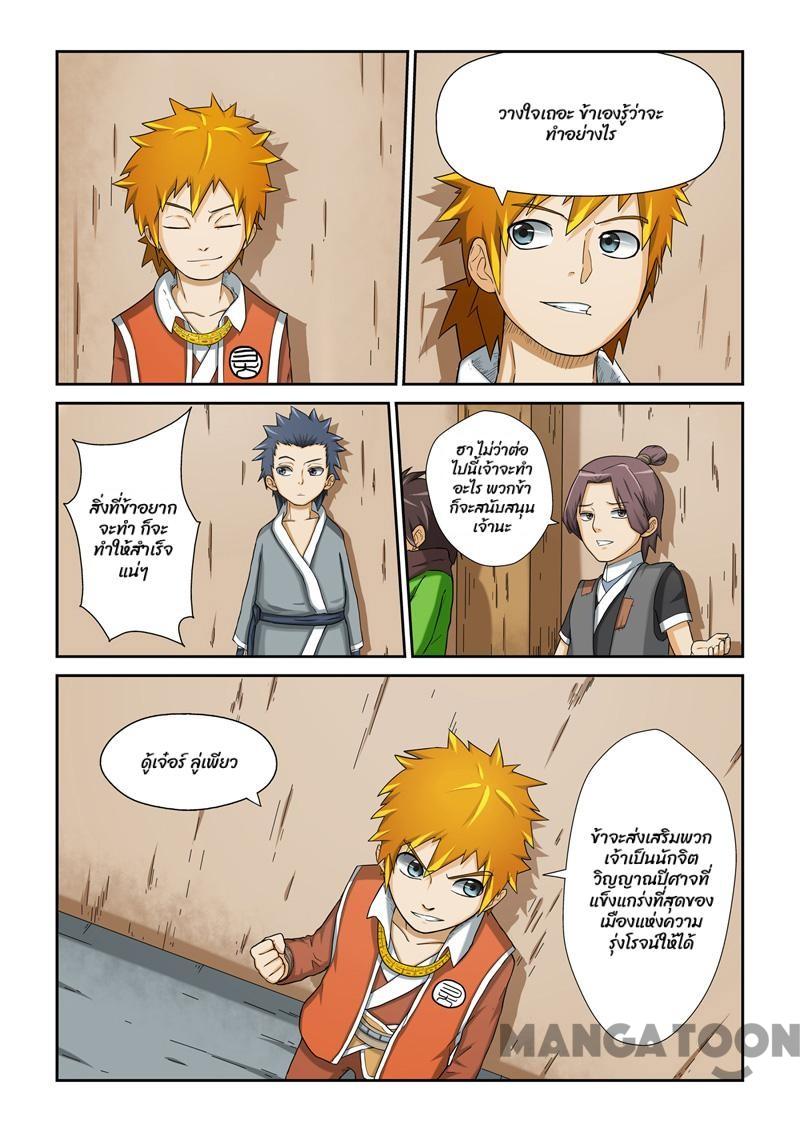 วางใจเถอะ ข้าเองรู้ว่าจะ
ทำอย่างไร
สิ่งที่ข้าอยาก
จะทำ ก็จะ
ทำให้สำเร็จ
แน่ๆ
ฮา ไม่ว่าต่อ
ไปนี้เจ้าจะทำ
อะไร พวกข้า
ก็จะสนับสนุน
เจ้านะ
ดู้เจ๋อร์ ลู่เพียว
ข้าจะส่งเสริมพวก
เจ้าเป็นนักจิต
วิญญาณปีศาจที่
แข็งแกร่งที่สุดของ
เมืองแห่งความ
รุ่งโรจน์ให้ได้
MANGATOON